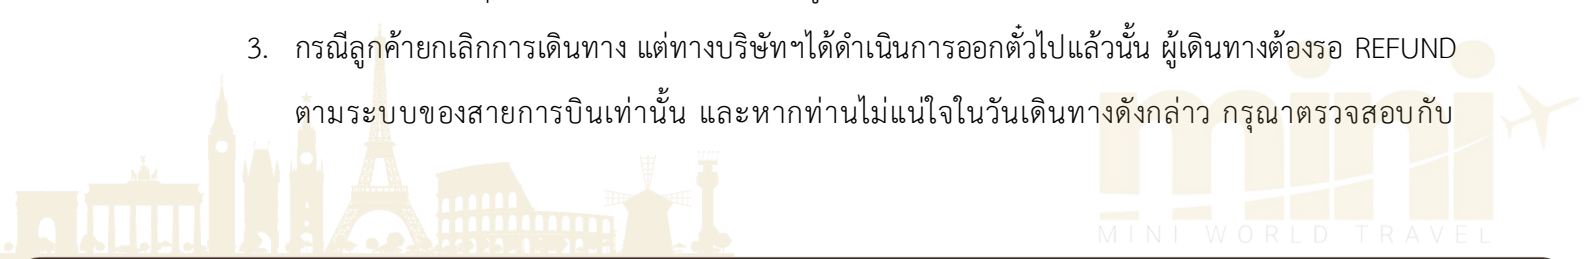 3. กรณีลูกค้ายกเลิกการเดินทาง แต่ทางบริษัทฯได้ดำเนินการออกตั๋วไปแล้วนั้น ผู้เดินทางต้องรอ REFUND
ตามระบบของสายการบินเท่านั้น และหากท่านไม่แน่ใจในวันเดินทางดังกล่าว กรุณาตรวจสอบกับ
mini
MINI WORLD TRAVEL